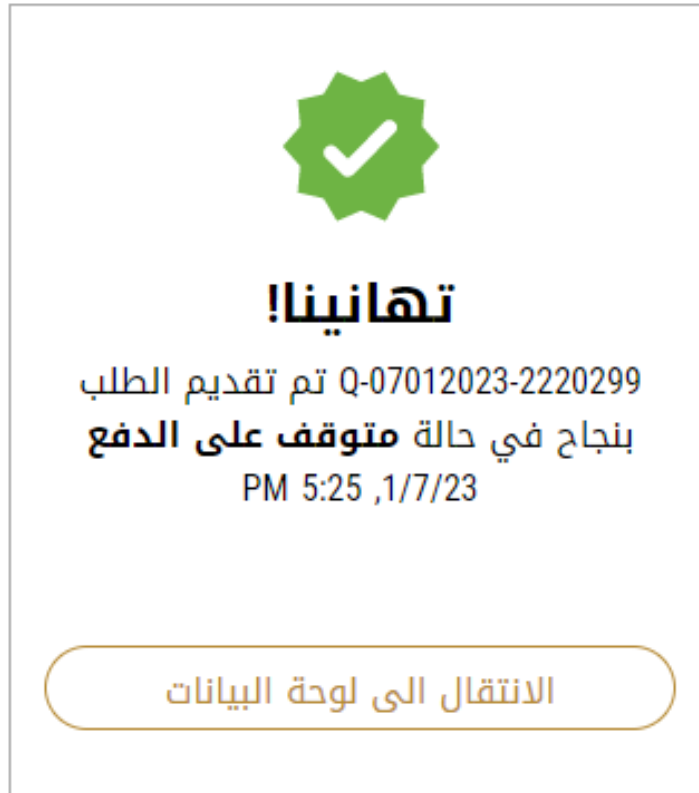 تهانينا!
Q-07012023-2220299 تم تقديم الطلب
بنجاح في حالة متوقف على الدفع
1/7/23, 5:25 PM
الانتقال الى لوحة البيانات